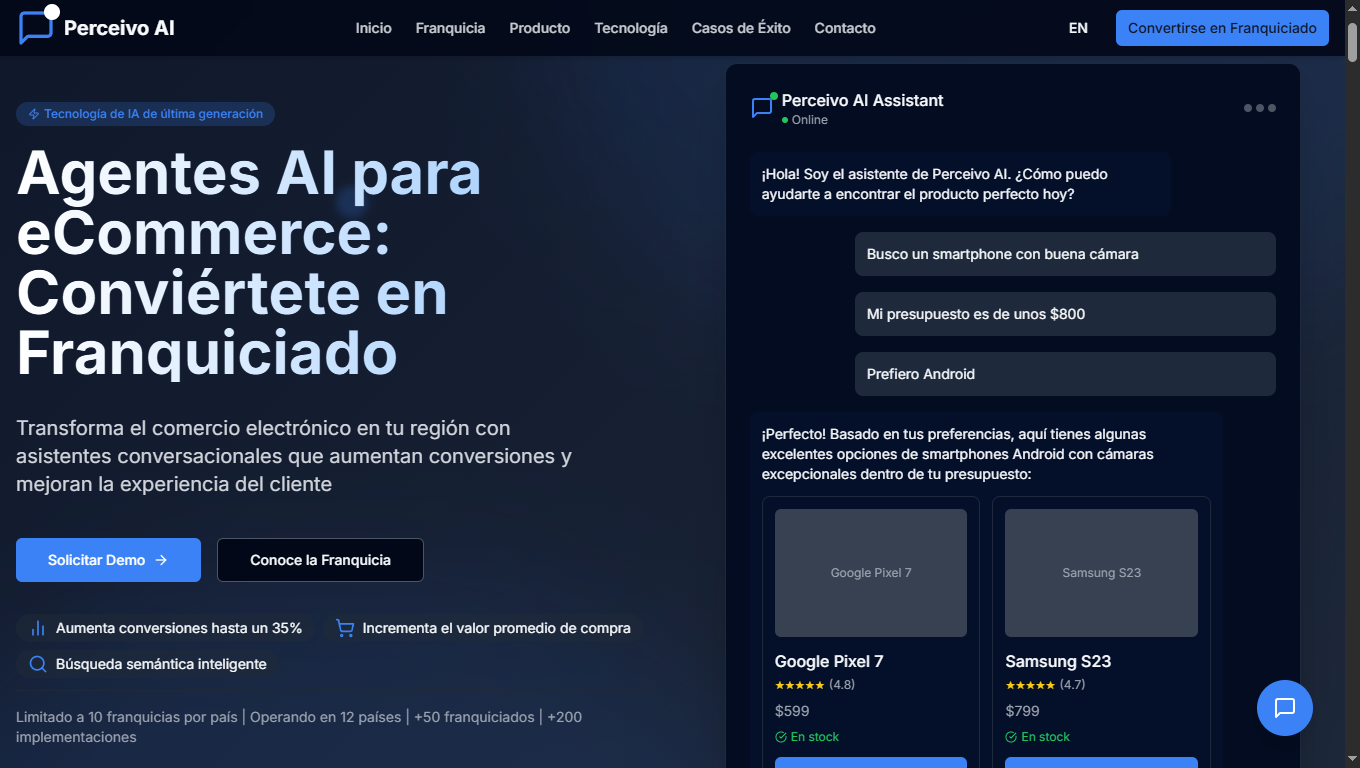 Perceivo AI
Inicio
Franquicia
Producto
Tecnología
Casos de Éxito
Contacto
EN
Convertirse en Franquiciado
Tecnología de IA de última generación
Agentes AI para
eCommerce:
Conviértete en
Franquiciado
Transforma el comercio electrónico en tu región con
asistentes conversacionales que aumentan conversiones y
mejoran la experiencia del cliente
Solicitar Demo
Conoce la Franquicia
Aumenta conversiones hasta un 35%
Incrementa el valor promedio de compra
Búsqueda semántica inteligente
Limitado a 10 franquicias por país | Operando en 12 países | +50 franquiciados | +200
implementaciones
Perceivo AI Assistant
Online
¡Hola! Soy el asistente de Perceivo AI. ¿Cómo puedo
ayudarte a encontrar el producto perfecto hoy?
Busco un smartphone con buena cámara
Mi presupuesto es de unos $800
Prefiero Android
¡Perfecto! Basado en tus preferencias, aquí tienes algunas
excelentes opciones de smartphones Android con cámaras
excepcionales dentro de tu presupuesto:
Google Pixel 7
Google Pixel 7
★★★★★ (4.8)
$599
En stock
Samsung S23
Samsung S23
★★★★★ (4.7)
$799
En stock